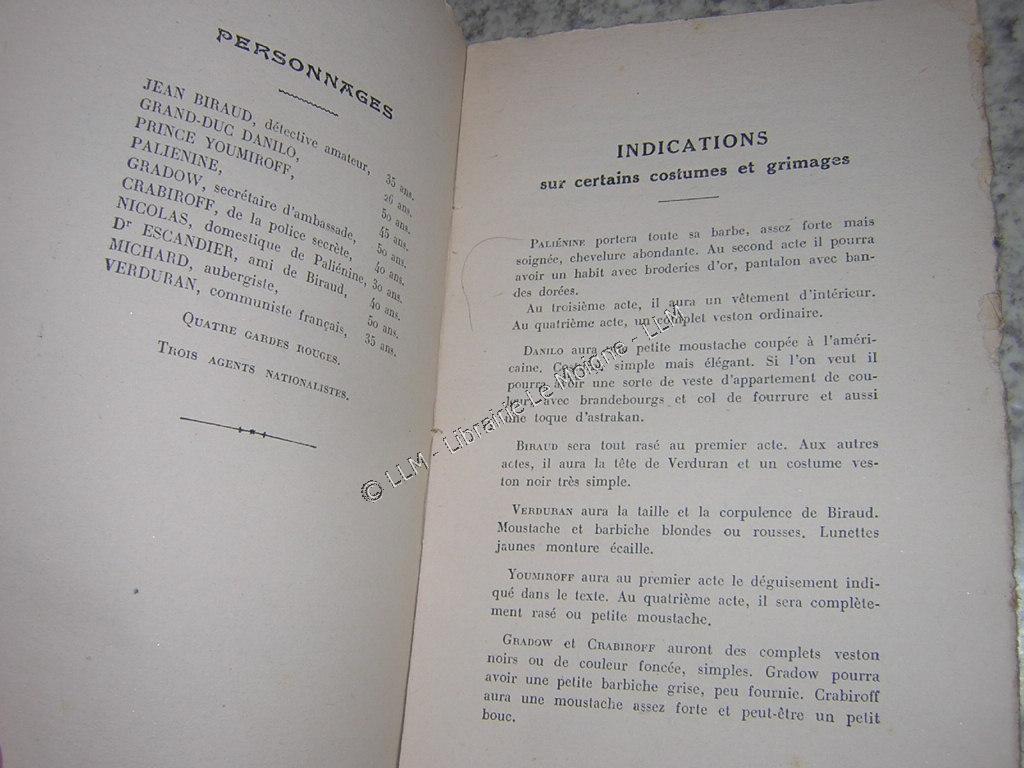 PERSONNAGES
JEAN BIRAUD, détective amateur, 35 ans.
GRAND-DUC DANILO, 26 ans.
PRINCE YOUMIROFF, 50 ans.
PALIENINE, 45 ans.
GRADOW, secrétaire d'ambassade, 50 ans.
CRABIROFF, de la police secrète, 40 ans.
NICOLAS, domestique de Paliénine, 30 ans.
Dr ESCANDIER, ami de Biraud, 40 ans.
MICHARD, aubergiste, 50 ans.
VERDURAN, communiste français, 35 ans.
QUATRE GARDES ROUGES.
TROIS AGENTS NATIONALISTES.
INDICATIONS
sur certains costumes et grimages
PALIÉNINE portera toute sa barbe, assez forte mais
soignée, chevelure abondante. Au second acte il pourra
avoir un habit avec broderies d'or, pantalon avec ban-
des dorées.
Au troisième acte, il aura un vêtement d'intérieur.
Au quatrième acte, un complet veston ordinaire.
DANILO aura une petite moustache coupée à l'améri-
caine. simple mais élégant. Si l'on veut il
pourra avoir une sorte de veste d'appartement de cou-
leur avec brandebourgs et col de fourrure et aussi
une toque d'astrakan.
BIRAUD sera tout rasé au premier acte. Aux autres
actes, il aura la tête de Verduran et un costume ves-
ton noir très simple.
VERDURAN aura la taille et la corpulence de Biraud.
Moustache et barbiche blondes ou rousses. Lunettes
jaunes monture écaille.
YOUMIROFF aura au premier acte le déguisement indi-
qué dans le texte. Au quatrième acte, il sera complète-
ment rasé ou petite moustache.
GRADOW et CRABIROFF auront des complets veston
noirs ou de couleur foncée, simples. Gradow pourra
avoir une petite barbiche grise, peu fournie. Crabiroff
aura une moustache assez forte et peut-être un petit
bouc.
© LLM - Librairie Le Moigne - LLM